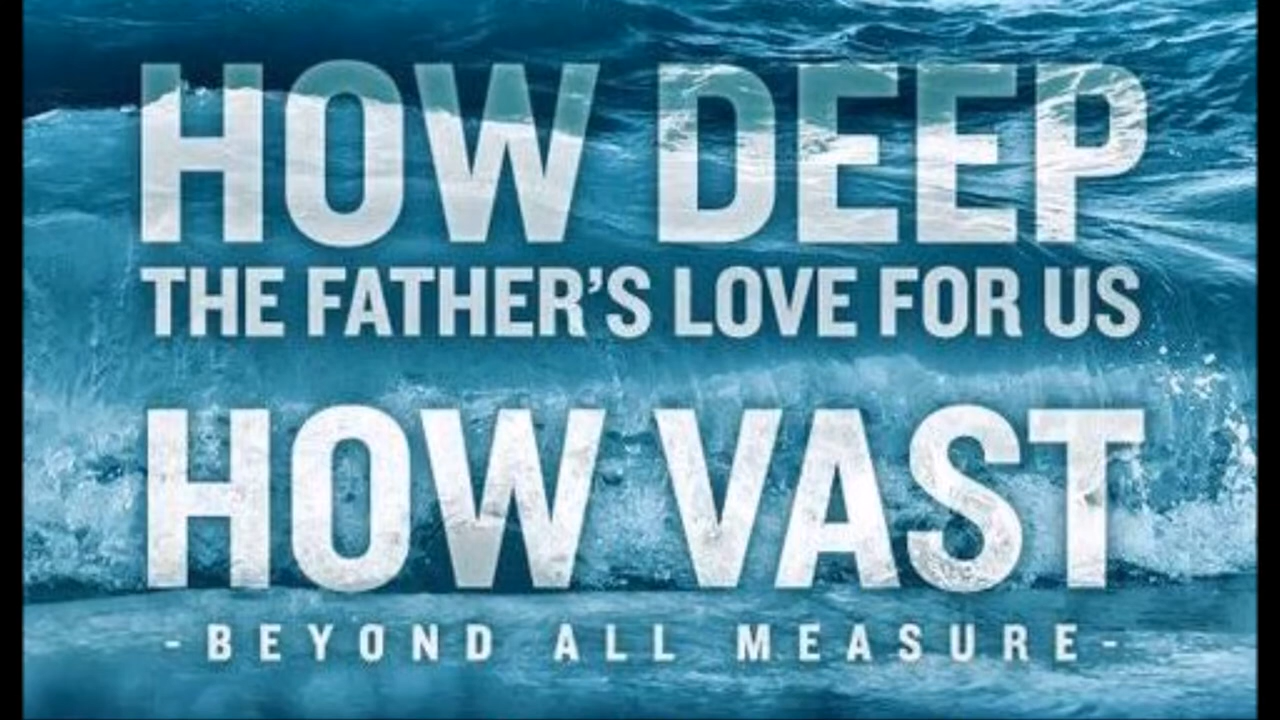 HOW DEEP
THE FATHER'S LOVE FOR US
HOW VAST
-BEYOND ALL MEASURE-